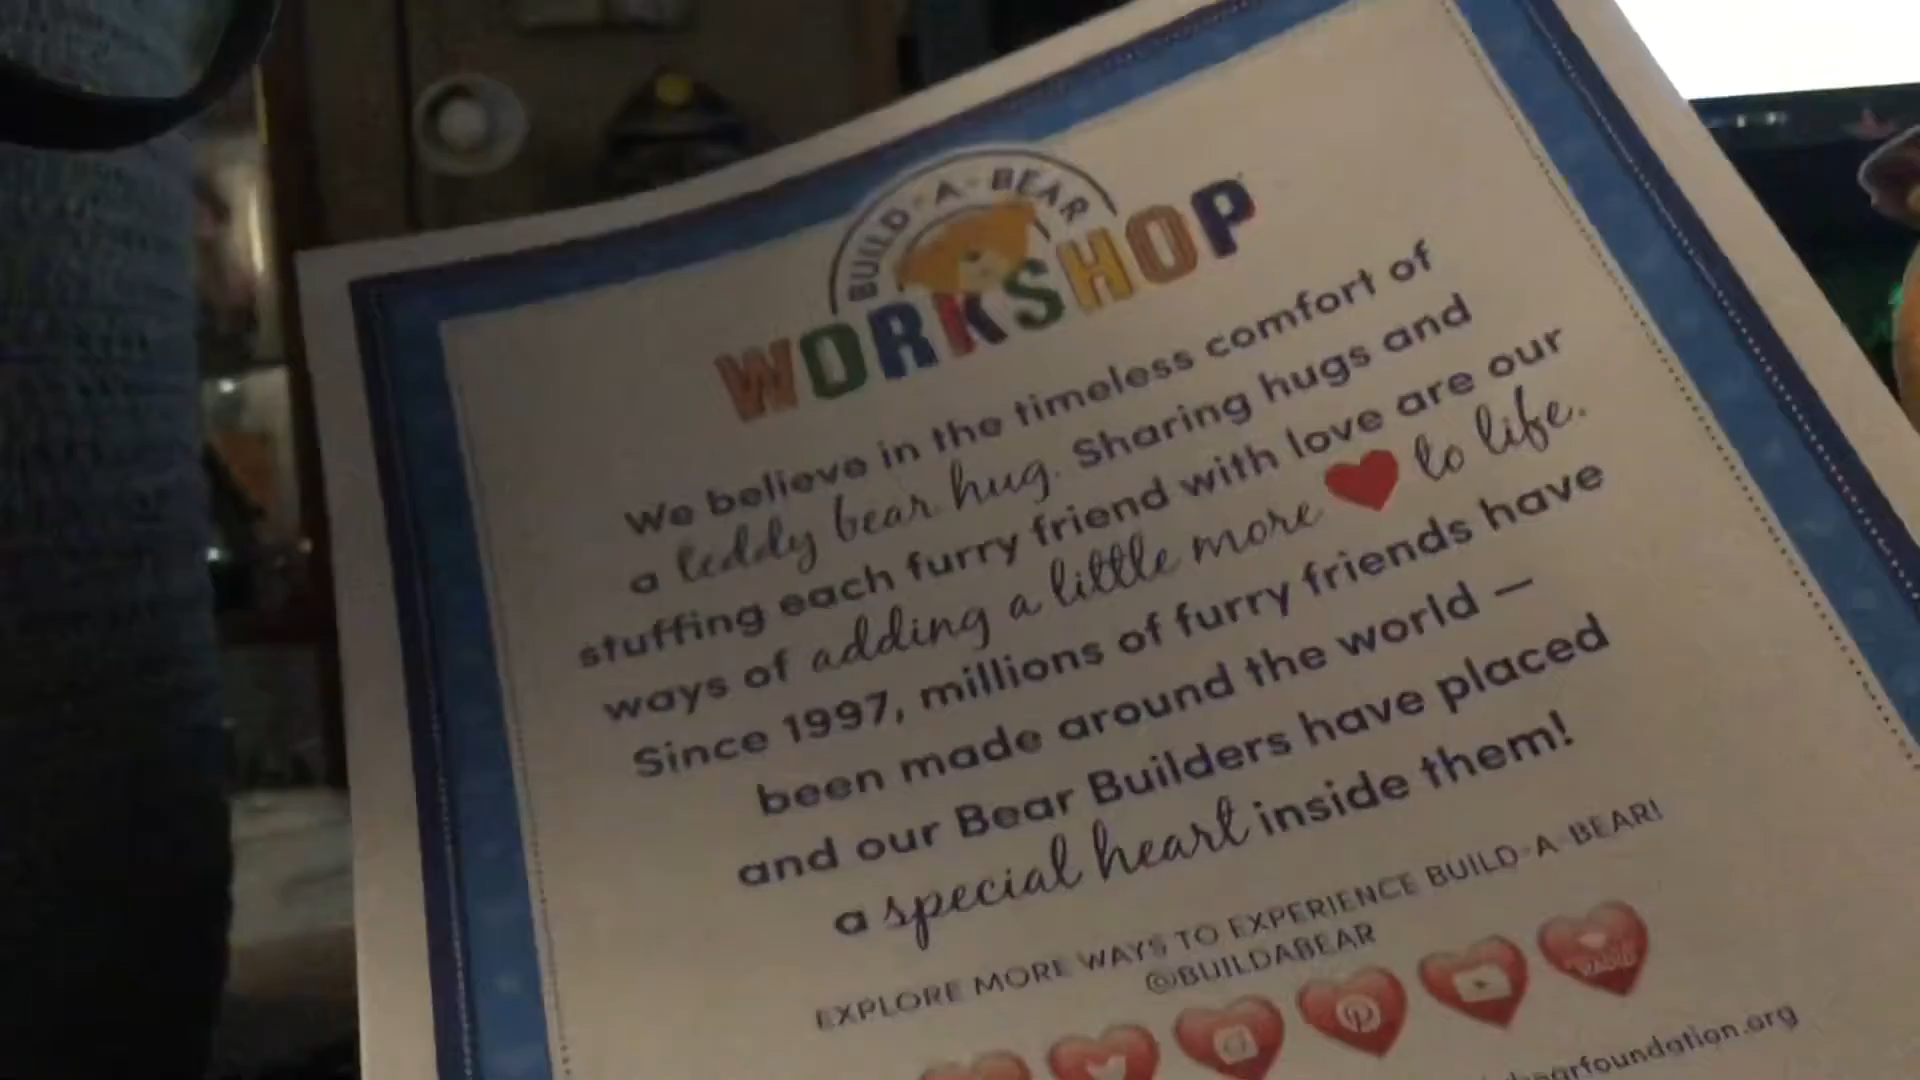 BUILD-A-BEAR
WORKSHOP
We believe in the timeless comfort of
a teddy bear hug. Sharing hugs and
stuffing each furry friend with love are our
ways of adding a little more ❤ to life.
Since 1997, millions of furry friends have
been made around the world —
and our Bear Builders have placed
a special heart inside them!
EXPLORE MORE WAYS TO EXPERIENCE BUILD-A-BEAR!
@BUILDABEAR